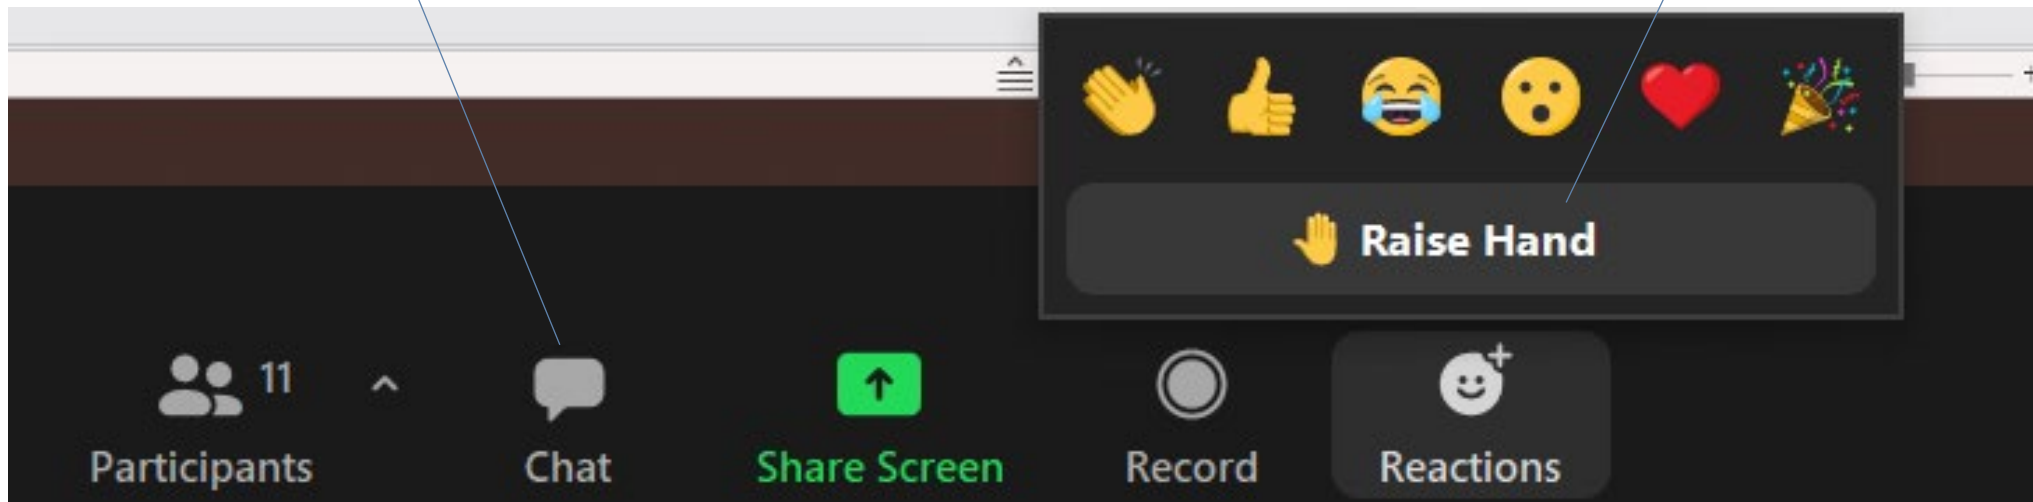 Raise Hand
11
Participants
Chat
Share Screen
Record
Reactions